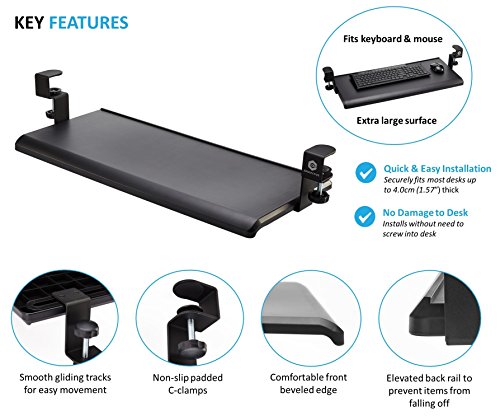 KEY FEATURES
Fits keyboard & mouse
Extra large surface
Quick & Easy Installation
Securely fits most desks up
to 4.0cm (1.57") thick
No Damage to Desk
Installs without need to
screw into desk
Smooth gliding tracks
for easy movement
Non-slip padded
C-clamps
Comfortable front
beveled edge
Elevated back rail to
prevent items from
falling off